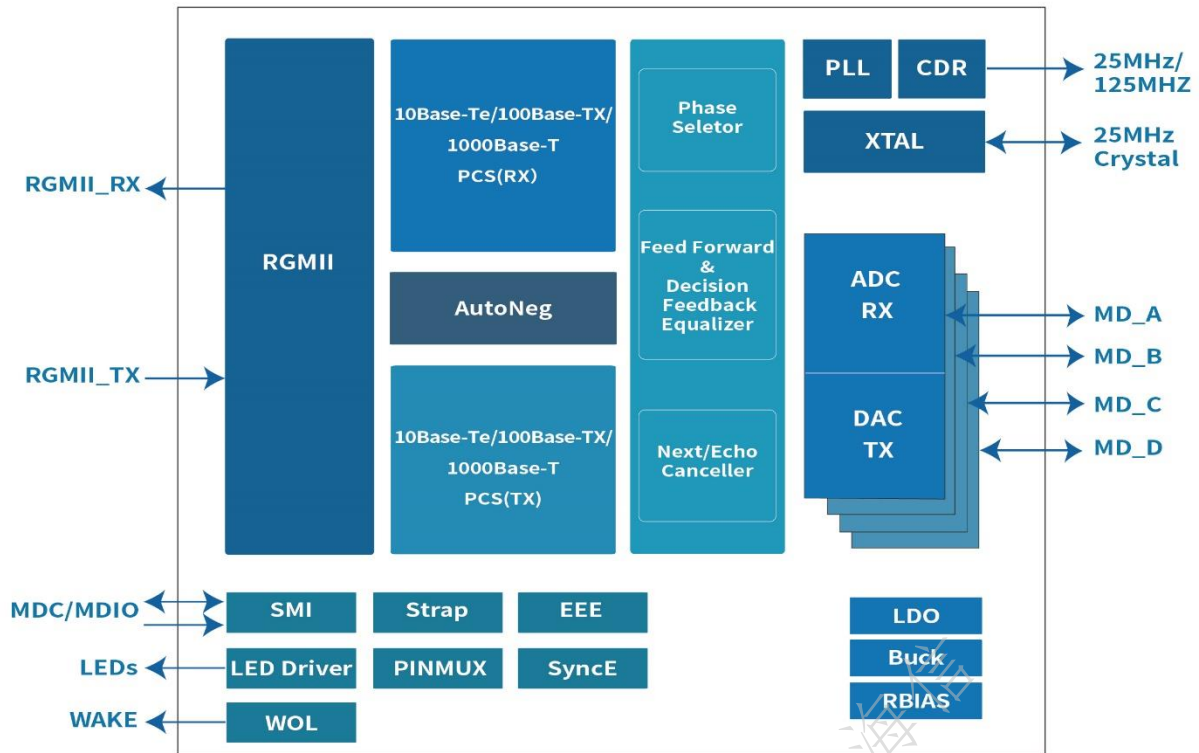 RGMII_RX
RGMII_TX
MDC/MDIO
LEDs
WAKE
RGMII
10Base-Te/100Base-TX/
1000Base-T
PCS(RX)
AutoNeg
10Base-Te/100Base-TX/
1000Base-T
PCS(TX)
Phase
Seletor
Feed Forward
&
Decision
Feedback
Equalizer
Next/Echo
Canceller
PLL
CDR
XTAL
25MHz/
125MHZ
25MHz
Crystal
ADC
RX
DAC
TX
MD_A
MD_B
MD_C
MD_D
SMI
Strap
EEE
LED Driver
PINMUX
SyncE
WOL
LDO
Buck
RBIAS
海信